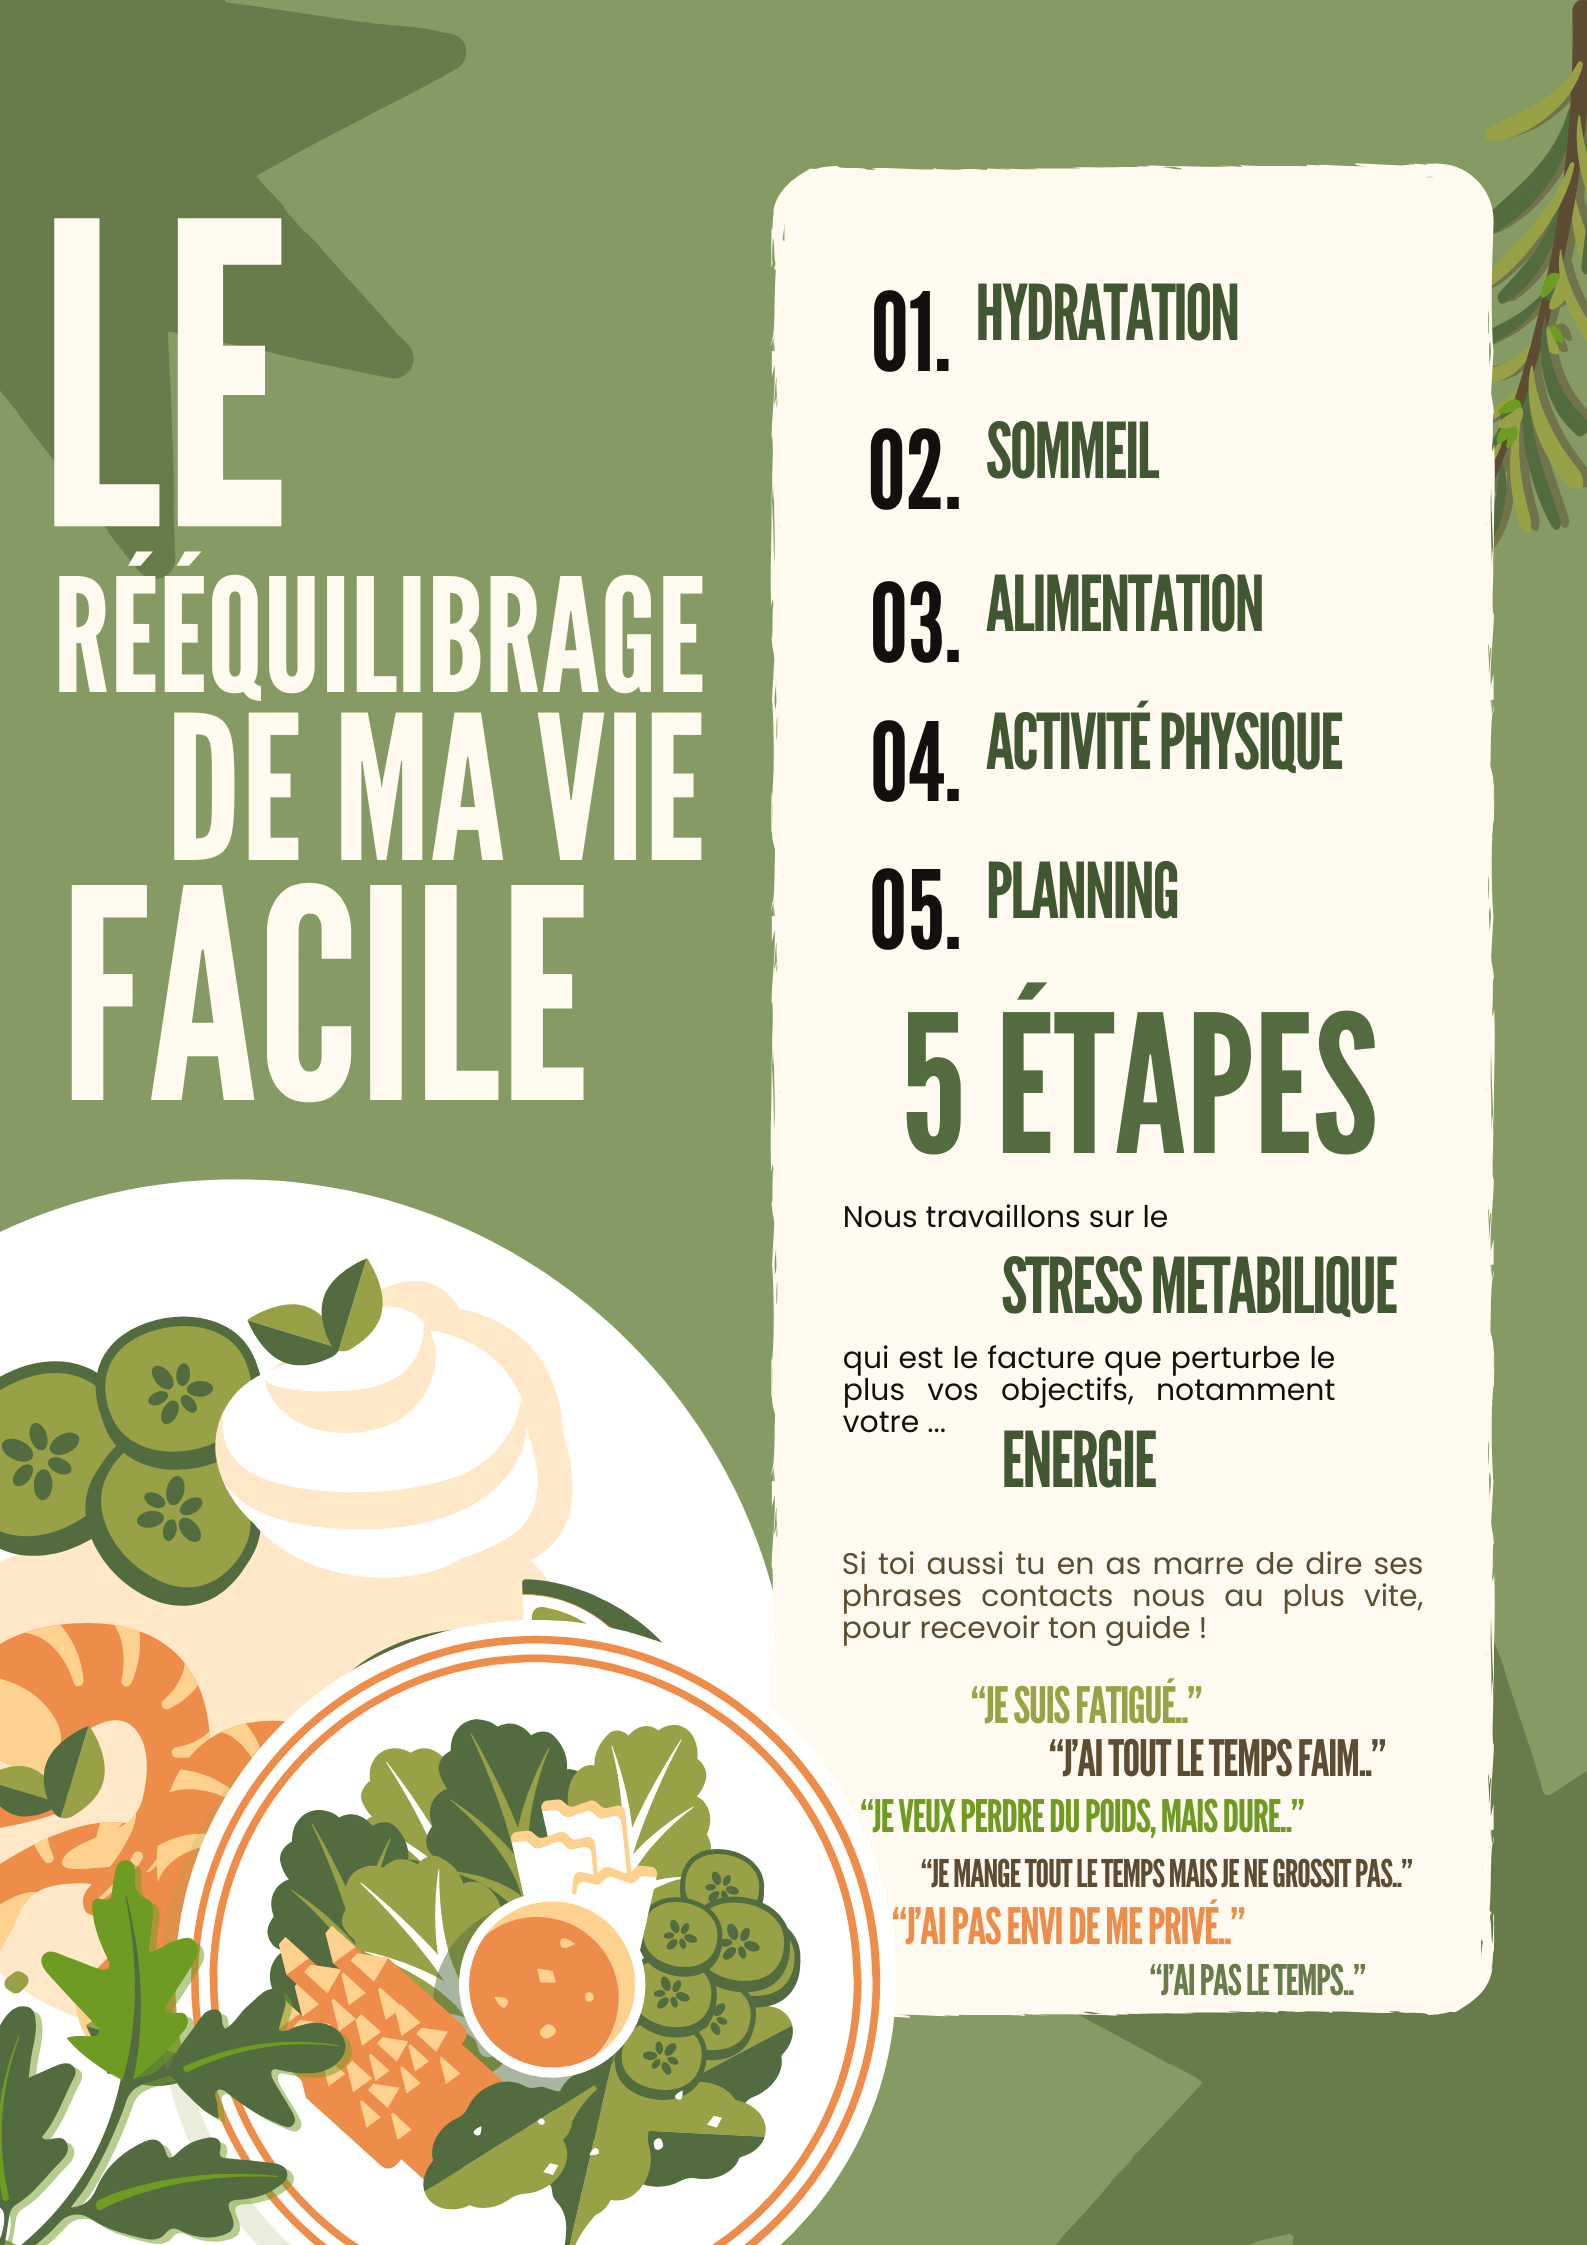 LE
RÉÉQUILIBRAGE
DE MA VIE
FACILE
01. HYDRATATION
02. SOMMEIL
03. ALIMENTATION
04. ACTIVITÉ PHYSIQUE
05. PLANNING
5 ÉTAPES
Nous travaillons sur le
STRESS METABILIQUE
qui est le facture que perturbe le
plus vos objectifs, notamment
votre ...
ENERGIE
Si toi aussi tu en as marre de dire ses
phrases contacts nous au plus vite,
pour recevoir ton guide !
“JE SUIS FATIGUÉ..”
“J’AI TOUT LE TEMPS FAIM..”
“JE VEUX PERDRE DU POIDS, MAIS DURE..”
“JE MANGE TOUT LE TEMPS MAIS JE NE GROSSIT PAS..”
“J’AI PAS ENVI DE ME PRIVÉ..”
“J’AI PAS LE TEMPS..”